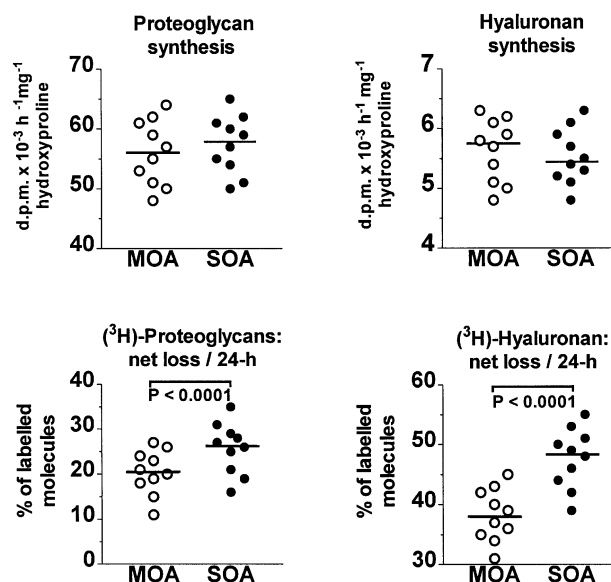 Proteoglycan
synthesis
d.p.m. x 10⁻³ h⁻¹mg⁻¹
hydroxyproline
70
60
50
40
MOA SOA
Hyaluronan
synthesis
d.p.m. x 10⁻³ h⁻¹mg⁻¹
hydroxyproline
7
6
5
4
MOA SOA
(³H)-Proteoglycans:
net loss / 24-h
P < 0.0001
% of labelled
molecules
40
30
20
10
0
MOA SOA
(³H)-Hyaluronan:
net loss / 24-h
P < 0.0001
% of labelled
molecules
60
50
40
30
MOA SOA